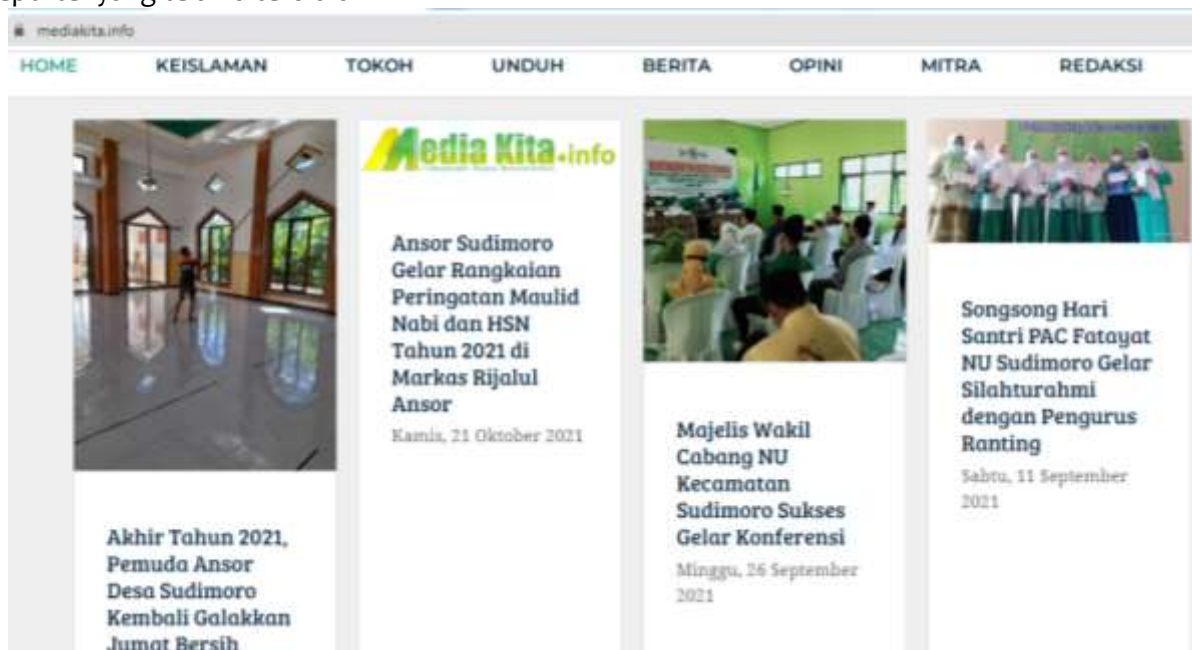 mediakita.info
HOME KEISLAMAN TOKOH UNDUH BERITA OPINI MITRA REDAKSI
Akhir Tahun 2021,
Pemuda Ansor
Desa Sudimoro
Kembali Galakkan
Jumat Bersih
Media Kita.info
Ansor Sudimoro
Gelar Rangkaian
Peringatan Maulid
Nabi dan HSN
Tahun 2021 di
Markas Rijalul
Ansor
Kamis, 21 Oktober 2021
Majelis Wakil
Cabang NU
Kecamatan
Sudimoro Sukses
Gelar Konferensi
Minggu, 26 September
2021
Songsong Hari
Santri PAC Fatayat
NU Sudimoro Gelar
Silahturahmi
dengan Pengurus
Ranting
Sabtu, 11 September
2021